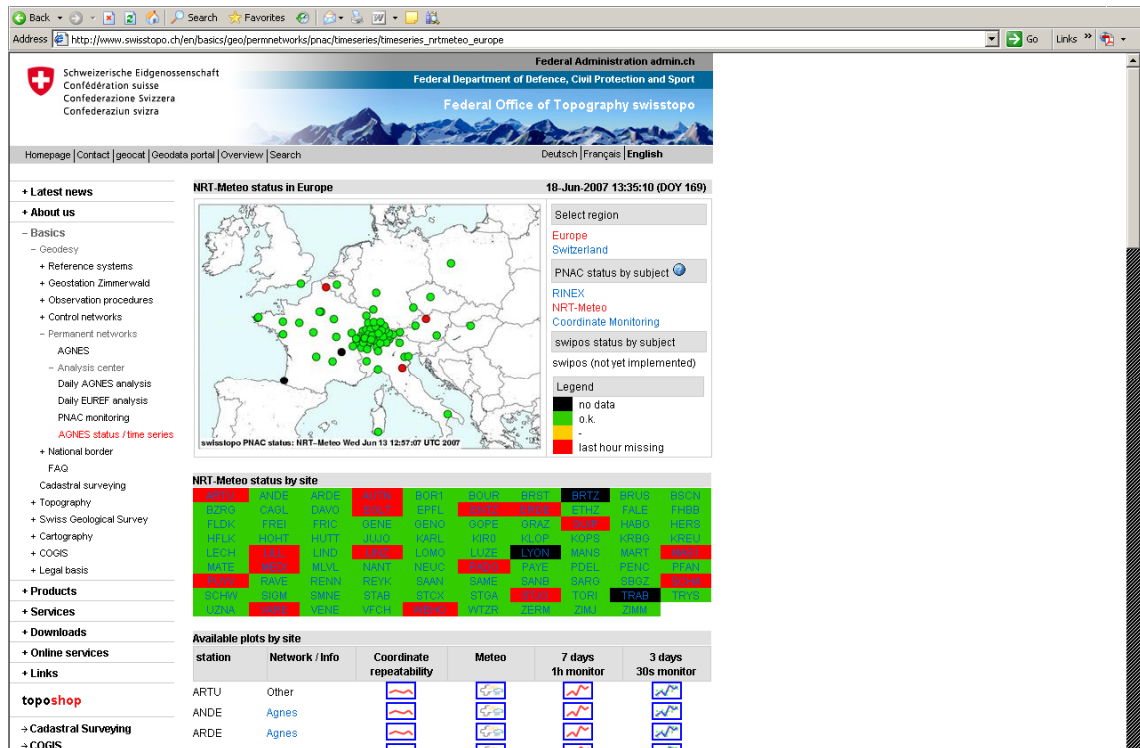 Back Search Favorites
Address http://www.swisstopo.ch/en/basics/geo/permnetworks/pnac/timeseries/timeseries_nrtmeteo_europe Go Links »
Federal Administration admin.ch
Schweizerische Eidgenossenschaft
Confédération suisse
Confederazione Svizzera
Confederaziun svizra
Federal Department of Defence, Civil Protection and Sport
Federal Office of Topography swisstopo
Homepage | Contact | geocat | Geodata portal | Overview | Search
Deutsch | Français | English
+ Latest news
+ About us
– Basics
– Geodesy
+ Reference systems
+ Geostation Zimmerwald
+ Observation procedures
+ Control networks
– Permanent networks
AGNES
– Analysis center
Daily AGNES analysis
Daily EUREF analysis
PNAC monitoring
AGNES status / time series
+ National border
FAQ
Cadastral surveying
+ Topography
+ Swiss Geological Survey
+ Cartography
+ COGIS
+ Legal basis
+ Products
+ Services
+ Downloads
+ Online services
+ Links
toposhop
→ Cadastral Surveying
→ COGIS
NRT-Meteo status in Europe 18-Jun-2007 13:35:10 (DOY 169)
swisstopo PNAC status: NRT-Meteo Wed Jun 13 12:57:07 UTC 2007
Select region
Europe
Switzerland
PNAC status by subject
RINEX
NRT-Meteo
Coordinate Monitoring
swipos status by subject
swipos (not yet implemented)
Legend
no data
o.k.
-
last hour missing
NRT-Meteo status by site
ANDE ARDE BOR1 BOUR BRST BRTZ BRUS BSCN
BZRG CAGL DAVO EPFL ETHZ FALE FHBB
FLDK FREI FRIC GENE GENO GOPE GRAZ HABG HERS
HFLK HOHT HUTT JUJO KARL KIR0 KLOP KOPS KRBG KREU
LECH LIND LOMO LUZE LYON MANS MART
MATE MLVL NANT NEUC PAYE PDEL PENC PFAN
RAVE RENN REYK SAAN SAME SANB SARG SBGZ
SCHW SIGM SMNE STAB STCX STGA TORI TRAB TRYS
UZNA VENE VFCH WTZR ZERM ZIMJ ZIMM
Available plots by site
station Network / Info Coordinate repeatability Meteo 7 days 1h monitor 3 days 30s monitor
ARTU Other
ANDE Agnes
ARDE Agnes